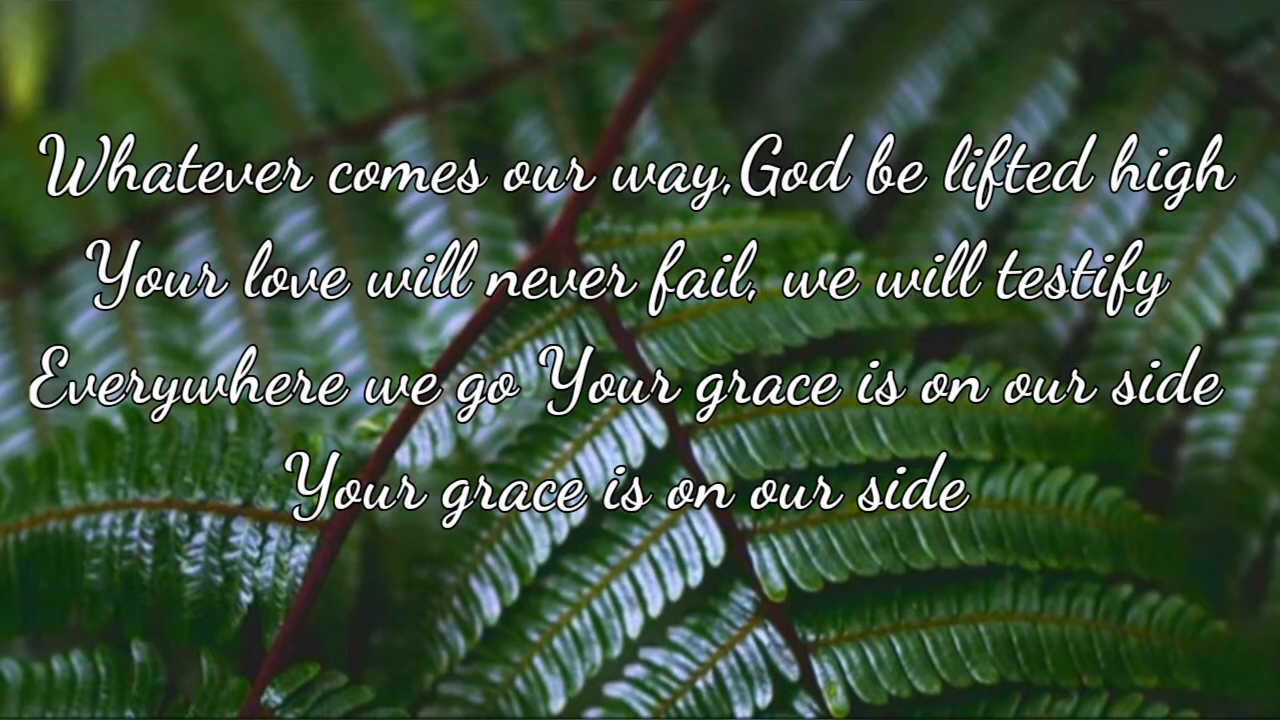 Whatever comes our way,God be lifted high
Your love will never fail, we will testify
Everywhere we go Your grace is on our side
Your grace is on our side